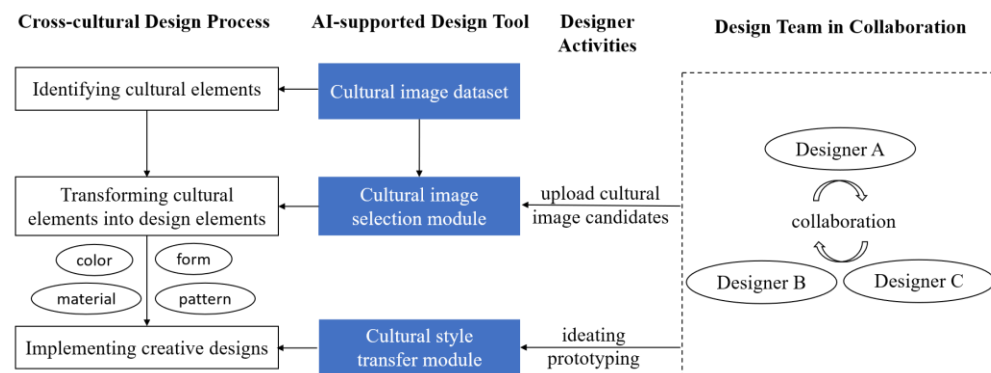 Cross-cultural Design Process
AI-supported Design Tool
Designer
Activities
Design Team in Collaboration
Identifying cultural elements
Cultural image dataset
Designer A
Transforming cultural
elements into design elements
Cultural image
selection module
upload cultural
image candidates
collaboration
color
form
material
pattern
Designer B
Designer C
Implementing creative designs
Cultural style
transfer module
ideating
prototyping